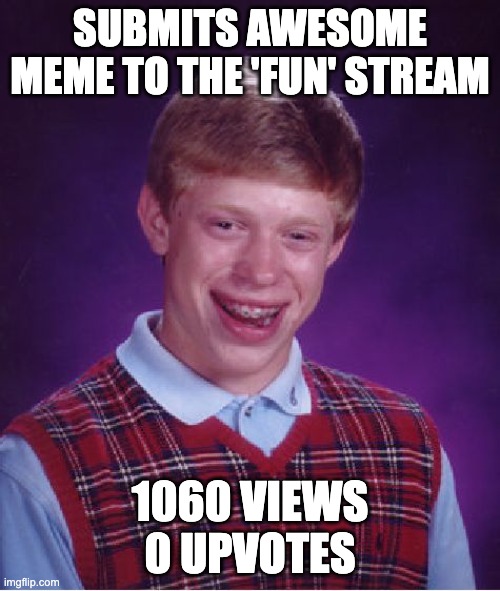 SUBMITS AWESOME
MEME TO THE 'FUN' STREAM
1060 VIEWS
0 UPVOTES
imgflip.com